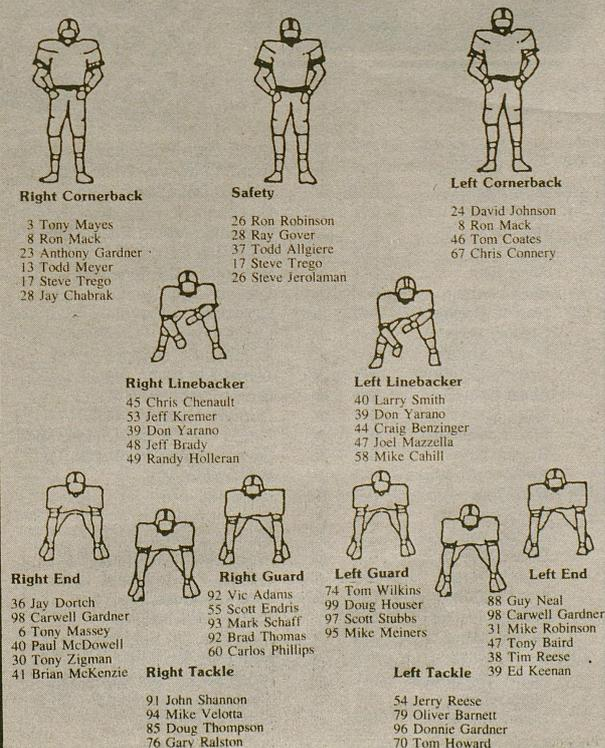 Right Cornerback
3 Tony Mayes
8 Ron Mack
23 Anthony Gardner
13 Todd Meyer
17 Steve Trego
28 Jay Chabrak
Safety
26 Ron Robinson
28 Ray Gover
37 Todd Allgiere
17 Steve Trego
26 Steve Jerolaman
Left Cornerback
24 David Johnson
8 Ron Mack
46 Tom Coates
67 Chris Connery
Right Linebacker
45 Chris Chenault
53 Jeff Kremer
39 Don Yarano
48 Jeff Brady
49 Randy Holleran
Left Linebacker
40 Larry Smith
39 Don Yarano
44 Craig Benzinger
47 Joel Mazzella
58 Mike Cahill
Right End
36 Jay Dortch
98 Carwell Gardner
6 Tony Massey
40 Paul McDowell
30 Tony Zigman
41 Brian McKenzie
Right Guard
92 Vic Adams
55 Scott Endris
93 Mark Schaff
92 Brad Thomas
60 Carlos Phillips
Left Guard
74 Tom Wilkins
99 Doug Houser
97 Scott Stubbs
95 Mike Meiners
Left End
88 Guy Neal
98 Carwell Gardner
31 Mike Robinson
47 Tony Baird
38 Tim Reese
39 Ed Keenan
Right Tackle
91 John Shannon
94 Mike Velotta
85 Doug Thompson
76 Gary Ralston
Left Tackle
54 Jerry Reese
79 Oliver Barnett
96 Donnie Gardner
70 Tom Howard